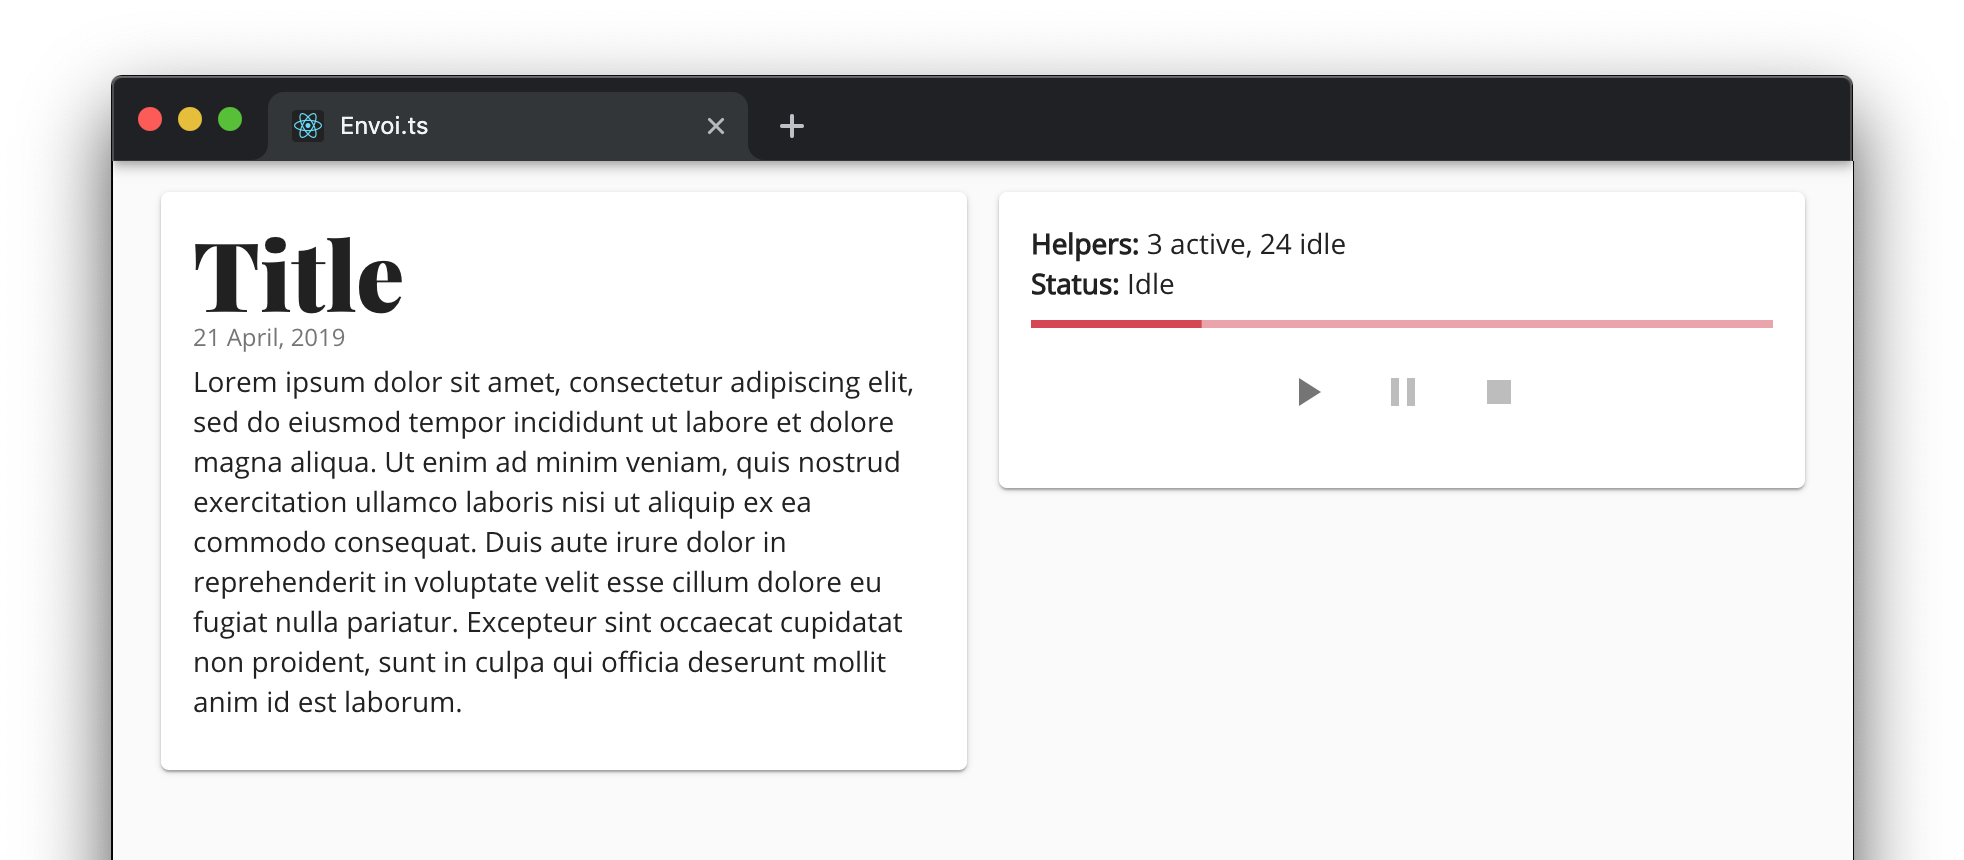 Envoi.ts
Title
21 April, 2019
Lorem ipsum dolor sit amet, consectetur adipiscing elit,
sed do eiusmod tempor incididunt ut labore et dolore
magna aliqua. Ut enim ad minim veniam, quis nostrud
exercitation ullamco laboris nisi ut aliquip ex ea
commodo consequat. Duis aute irure dolor in
reprehenderit in voluptate velit esse cillum dolore eu
fugiat nulla pariatur. Excepteur sint occaecat cupidatat
non proident, sunt in culpa qui officia deserunt mollit
anim id est laborum.
Helpers: 3 active, 24 idle
Status: Idle